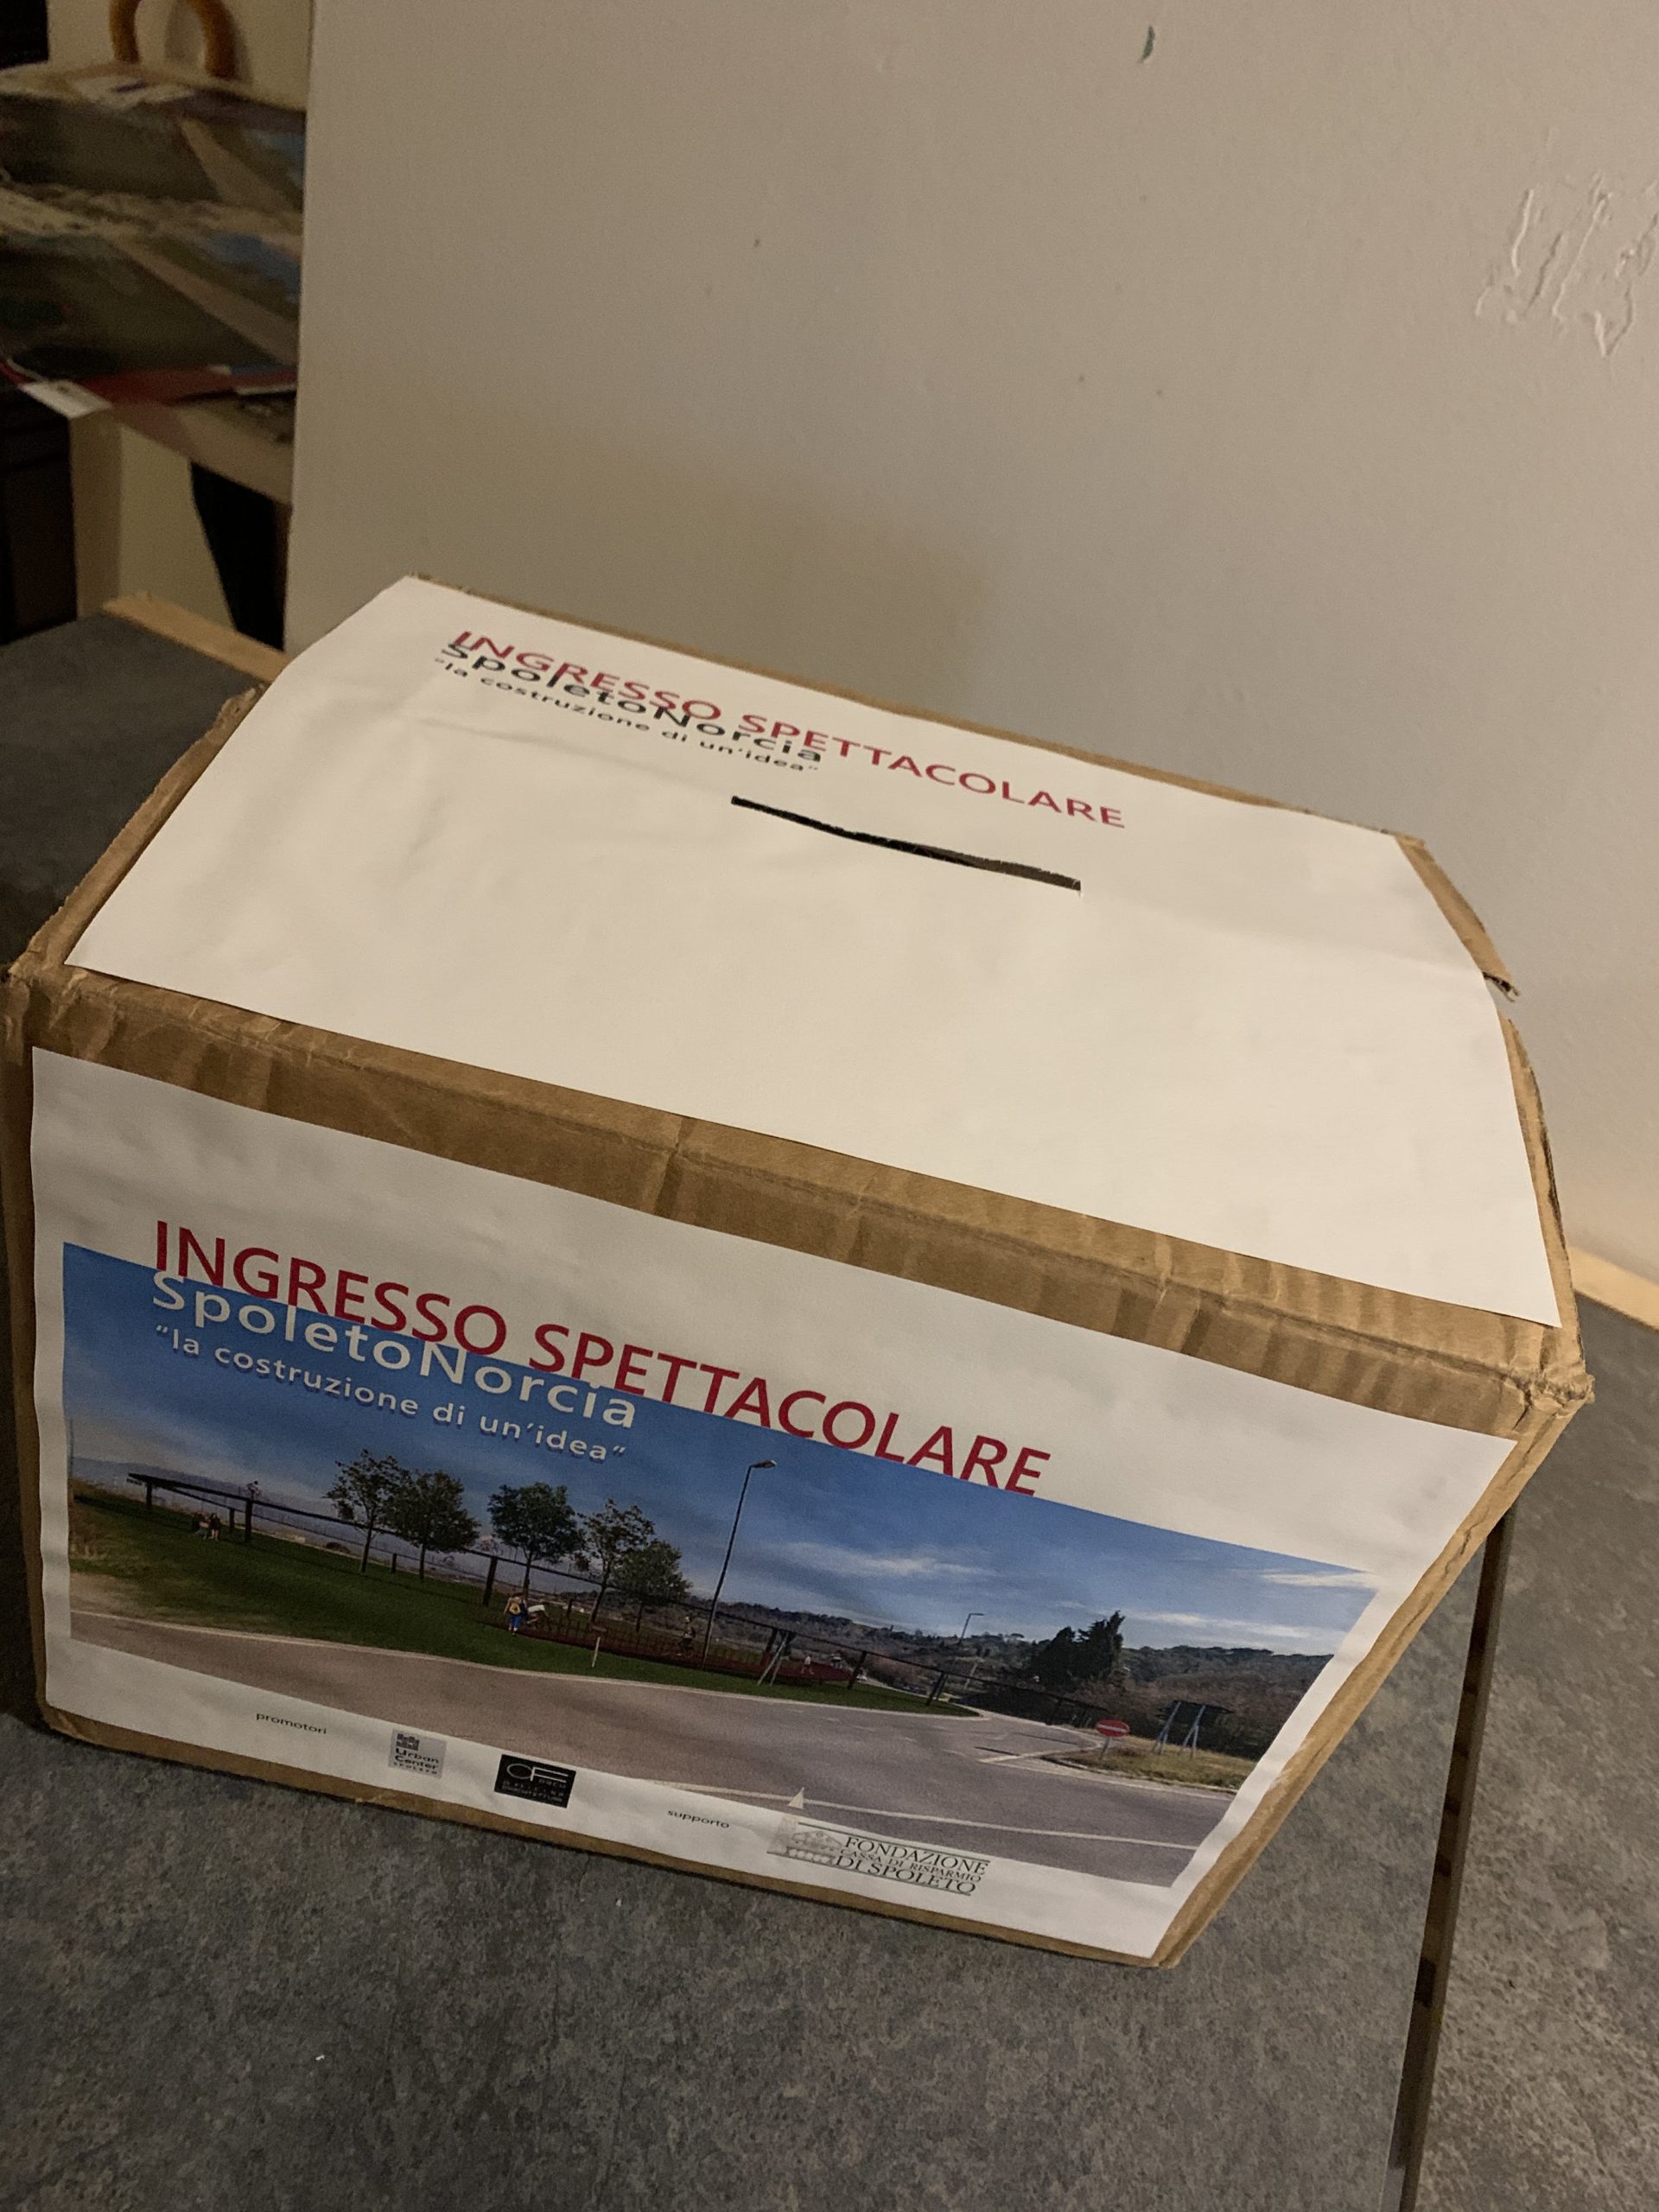 INGRESSO SPETTACOLARE
SpoletoNorcia
"la costruzione di un'idea"
INGRESSO SPETTACOLARE
SpoletoNorcia
"la costruzione di un'idea"
promotori
Urban
Center
CF
supporto
FONDAZIONE
CASSA DI RISPARMIO
DI SPOLETO